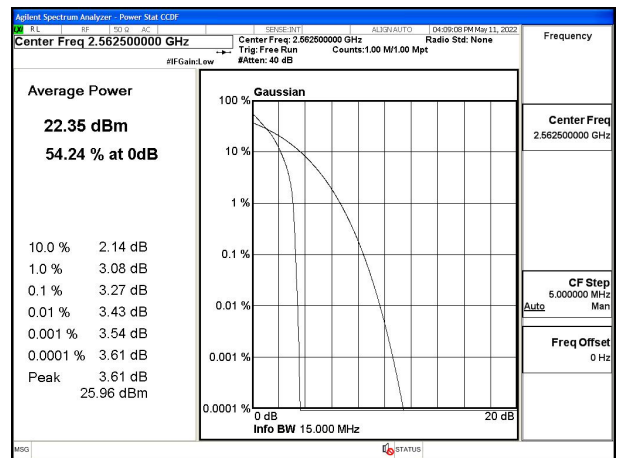 Agilent Spectrum Analyzer - Power Stat CCDF
RL RF 50 Ω AC SENSE:INT ALIGN AUTO 04:09:08 PM May 11, 2022
Center Freq 2.562500000 GHz
Center Freq: 2.562500000 GHz Radio Std: None
Trig: Free Run Counts:1.00 M/1.00 Mpt
#IFGain:Low #Atten: 40 dB
Frequency
Average Power
22.35 dBm
54.24 % at 0dB
10.0 % 2.14 dB
1.0 % 3.08 dB
0.1 % 3.27 dB
0.01 % 3.43 dB
0.001 % 3.54 dB
0.0001 % 3.61 dB
Peak 3.61 dB
25.96 dBm
Gaussian
100 %
10 %
1 %
0.1 %
0.01 %
0.001 %
0.0001 %
0 dB 20 dB
Info BW 15.000 MHz
Center Freq
2.562500000 GHz
CF Step
5.000000 MHz
Auto Man
Freq Offset
0 Hz
MSG STATUS